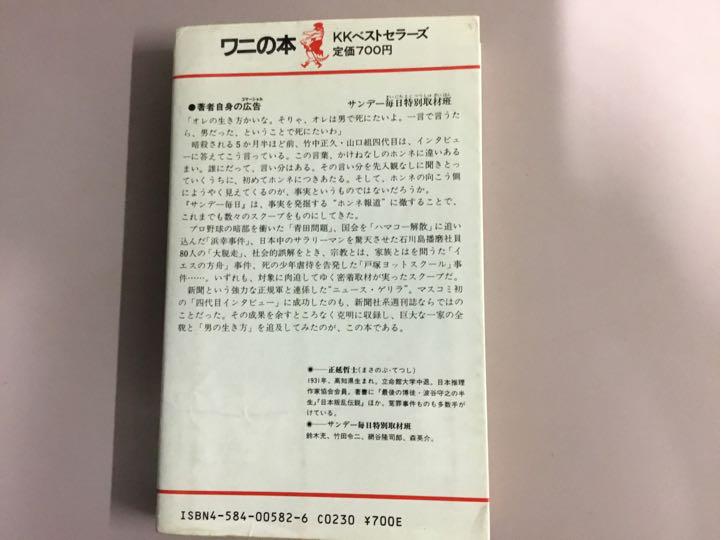 ワニの本
KKベストセラーズ
定価700円
●著者自身の広告
コマーシャル
サンデー毎日特別取材班
「オレの生き方かいな。そりゃ、オレは男で死にたいよ。一言で言うた
ら、男だった、ということで死にたいわ」
暗殺される5か月半ほど前、竹中正久・山口組四代目は、インタビュ
ーに答えてこう言っている。この言葉、かけねなしのホンネに違いある
まい。誰にだって、言い分はある。その言い分を先入観なしに聞きとっ
ていくうちに、初めてホンネにつきあたる。そして、ホンネの向こう側
にようやく見えてくるのが、事実というものではないだろうか。
『サンデー毎日』は、事実を発掘する“ホンネ報道”に徹することで、
これまでも数々のスクープをものにしてきた。
プロ野球の暗部を衝いた「青田問題」、国会を「ハマコー解散」に追い
込んだ「浜幸事件」、日本中のサラリーマンを驚天させた石川島播磨社員
80人の「大脱走」、社会的誤解をとき、宗教とは、家族とはを問うた「イ
エスの方舟」事件、死の少年虐待を告発した「戸塚ヨットスクール」事
件……。いずれも、対象に肉迫してゆく密着取材が実ったスクープだ。
新聞という強力な正規軍と連係した“ニュース・ゲリラ”。マスコミ初
の「四代目インタビュー」に成功したのも、新聞社系週刊誌ならではの
ことだった。その成果を余すところなく克明に収録し、巨大な一家の全
貌と「男の生き方」を追及してみたのが、この本である。
◉──正延哲士(まさのぶ・てつし)
1931年、高知県生まれ。立命館大学中退。日本推理
作家協会会員。著書に『最後の博徒・波谷守之の半
生』『日本叛乱伝説』ほか、冤罪事件ものも多数手が
けている。
◉──サンデー毎日特別取材班
鈴木充、竹田令二、網谷隆司郎、森英介。
ISBN4-584-00582-6 C0230 ¥700E